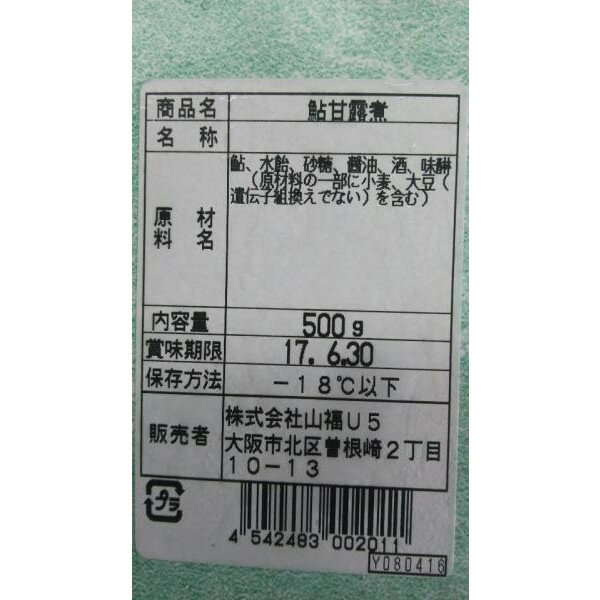 商品名 鮎甘露煮
名称
原材料名 鮎、水飴、砂糖、醤油、酒、味醂
（原材料の一部に小麦、大豆（
遺伝子組換えでない）を含む）
内容量 500g
賞味期限 17. 6.30
保存方法 －18℃以下
販売者 株式会社山福U5
大阪市北区曽根崎2丁目
10-13
プラ
4 542483 002011
Y080416